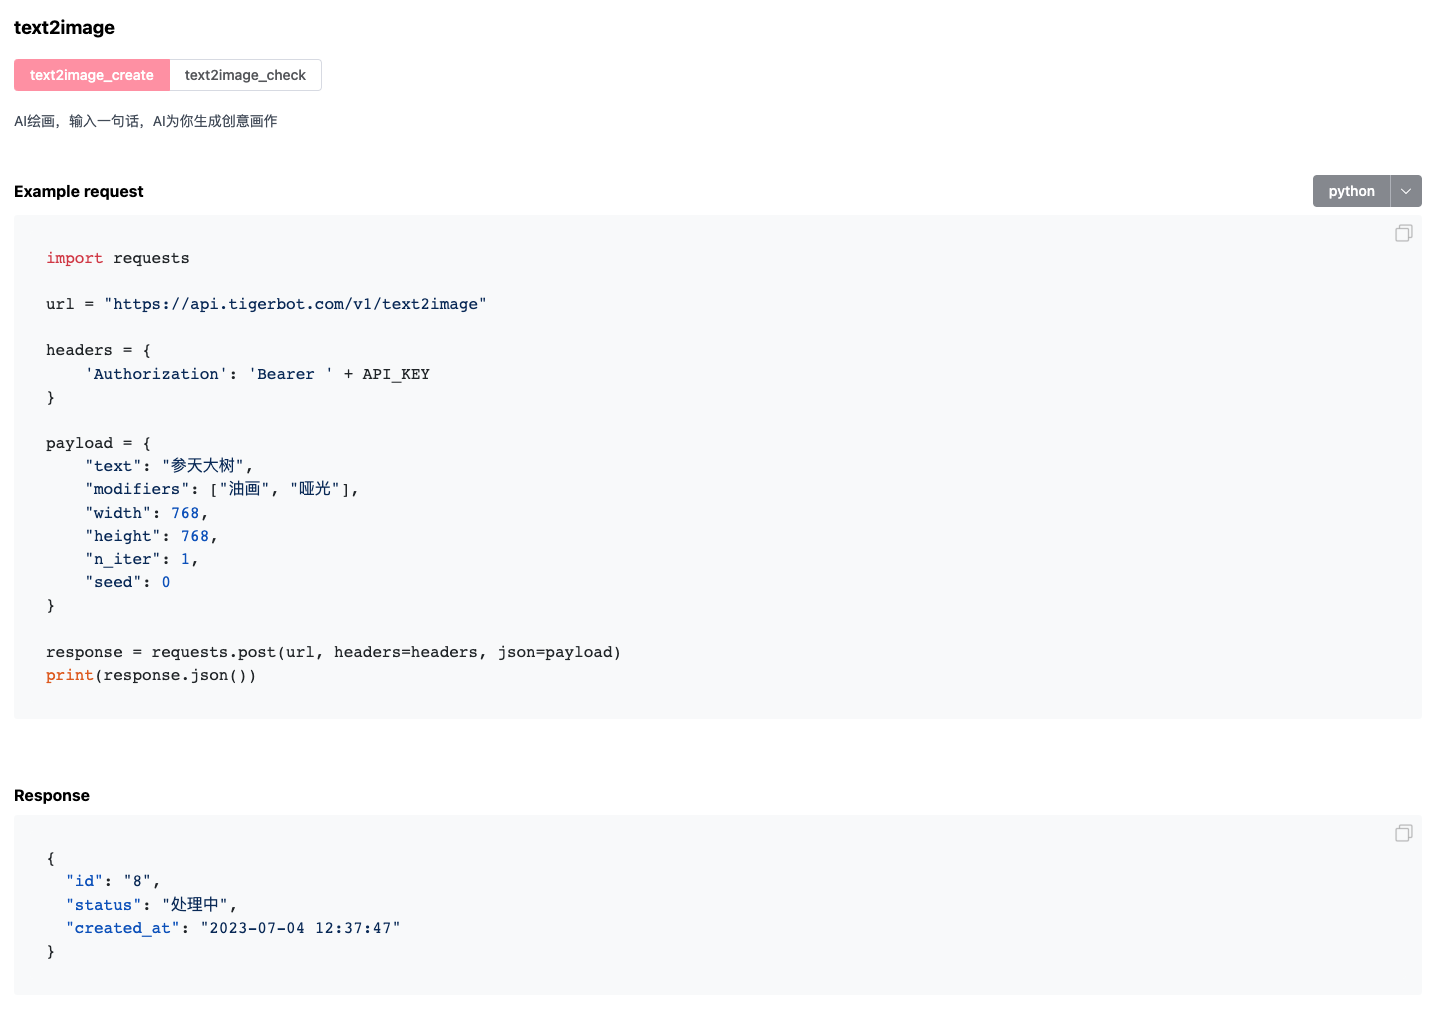 text2image
text2image_create text2image_check
AI绘画，输入一句话，AI为你生成创意画作
Example request python
import requests
url = "https://api.tigerbot.com/v1/text2image"
headers = {
    'Authorization': 'Bearer ' + API_KEY
}
payload = {
    "text": "参天大树",
    "modifiers": ["油画", "哑光"],
    "width": 768,
    "height": 768,
    "n_iter": 1,
    "seed": 0
}
response = requests.post(url, headers=headers, json=payload)
print(response.json())
Response
{
  "id": "8",
  "status": "处理中",
  "created_at": "2023-07-04 12:37:47"
}